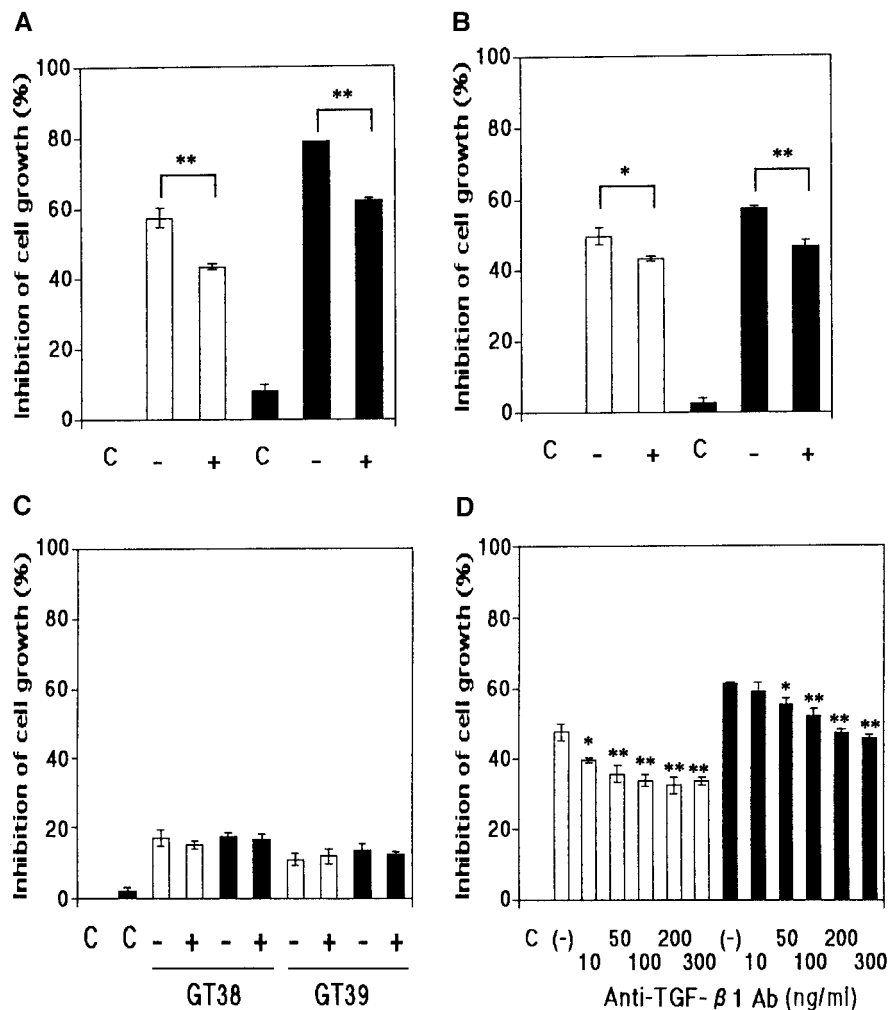 A
Inhibition of cell growth (%)
100
80
60
40
20
0
**
**
C - + C - +
B
Inhibition of cell growth (%)
100
80
60
40
20
0
*
**
C - + C - +
C
Inhibition of cell growth (%)
100
80
60
40
20
0
C C - + - + - + - +
GT38 GT39
D
Inhibition of cell growth (%)
100
80
60
40
20
0
* ** ** ** ** * ** ** **
C (-) 50 200 (-) 50 200
10 100 300 10 100 300
Anti-TGF-β1 Ab (ng/ml)